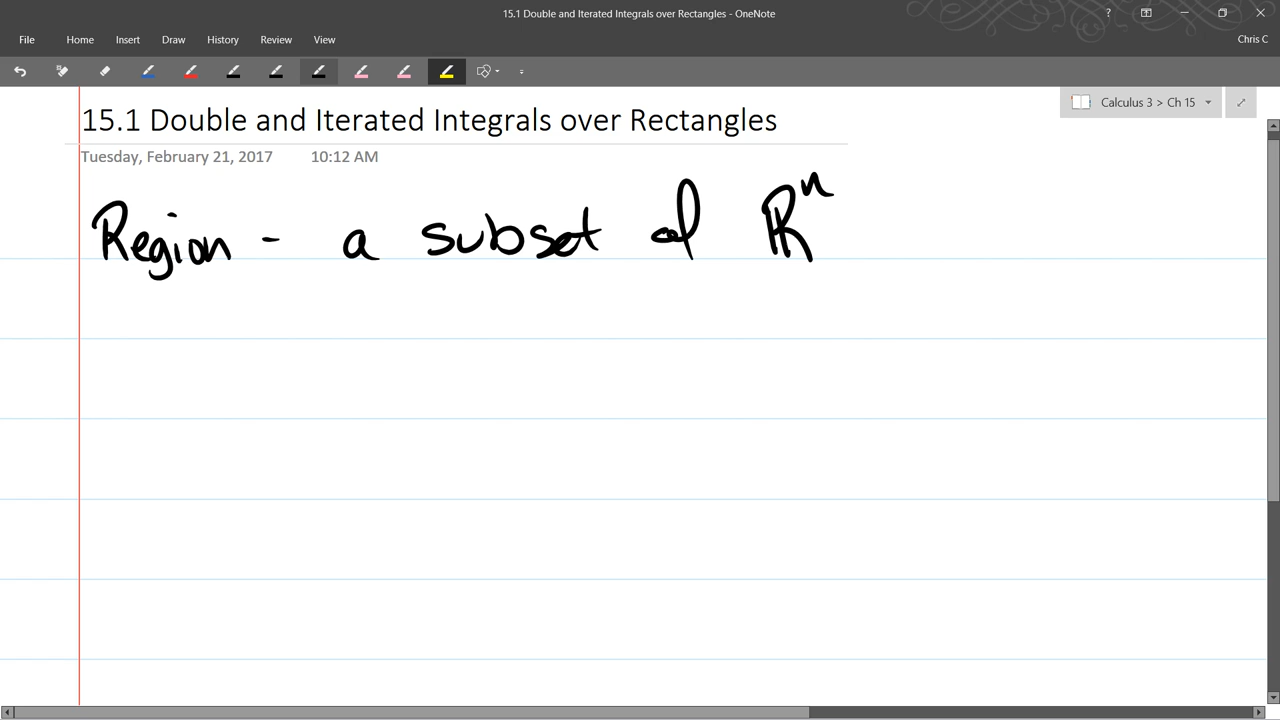 15.1 Double and Iterated Integrals over Rectangles - OneNote
? 
File Home Insert Draw History Review View
Chris C
Calculus 3 > Ch 15
15.1 Double and Iterated Integrals over Rectangles
Tuesday, February 21, 2017 10:12 AM
Region - a subset of ℝⁿ